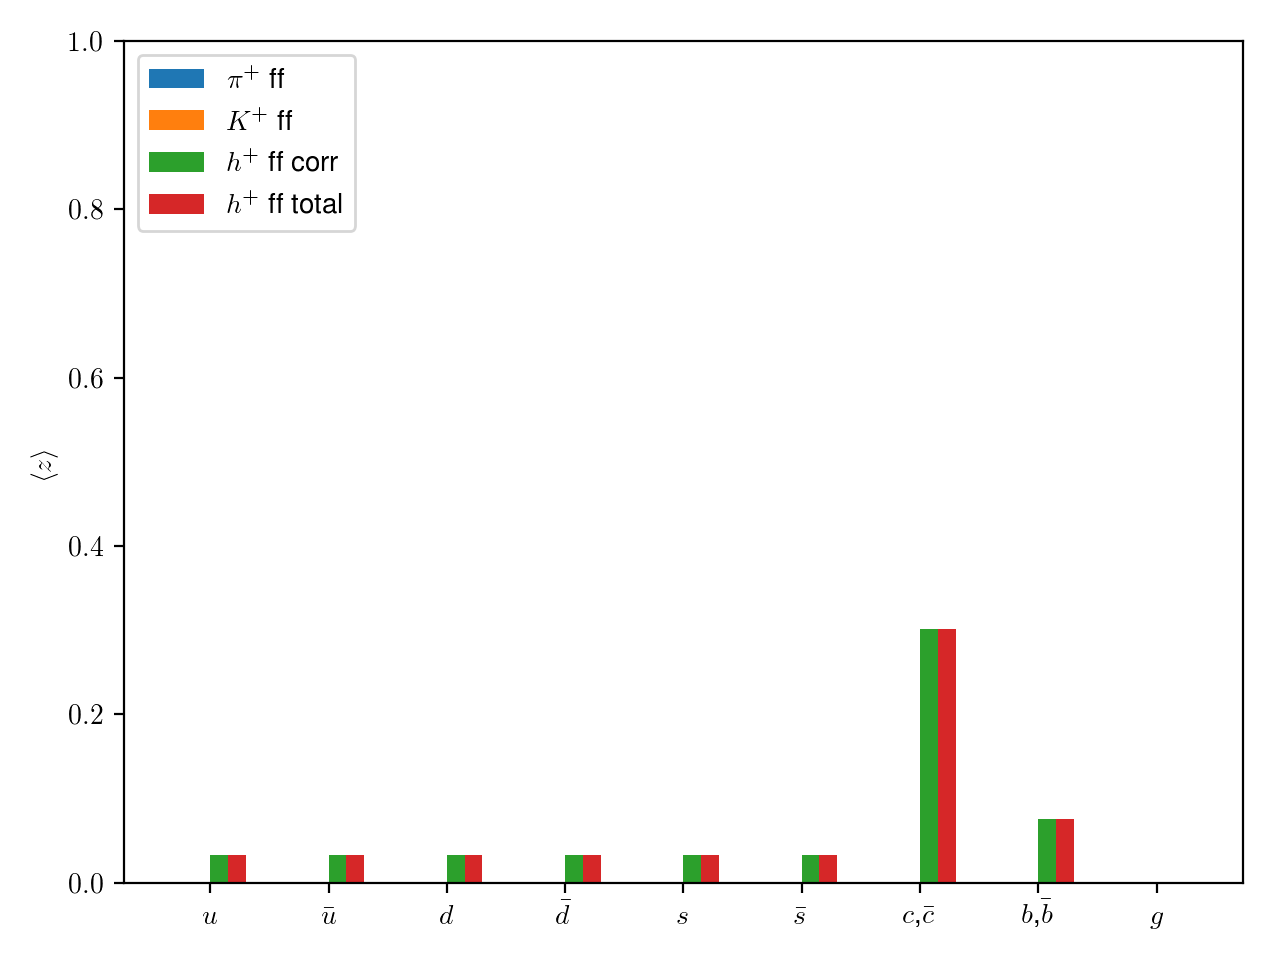 1.0
π⁺ ff
K⁺ ff
h⁺ ff corr
h⁺ ff total
0.8
0.6
⟨z⟩
0.4
0.2
0.0
u ū d d̄ s s̄ c,c̄ b,b̄ g